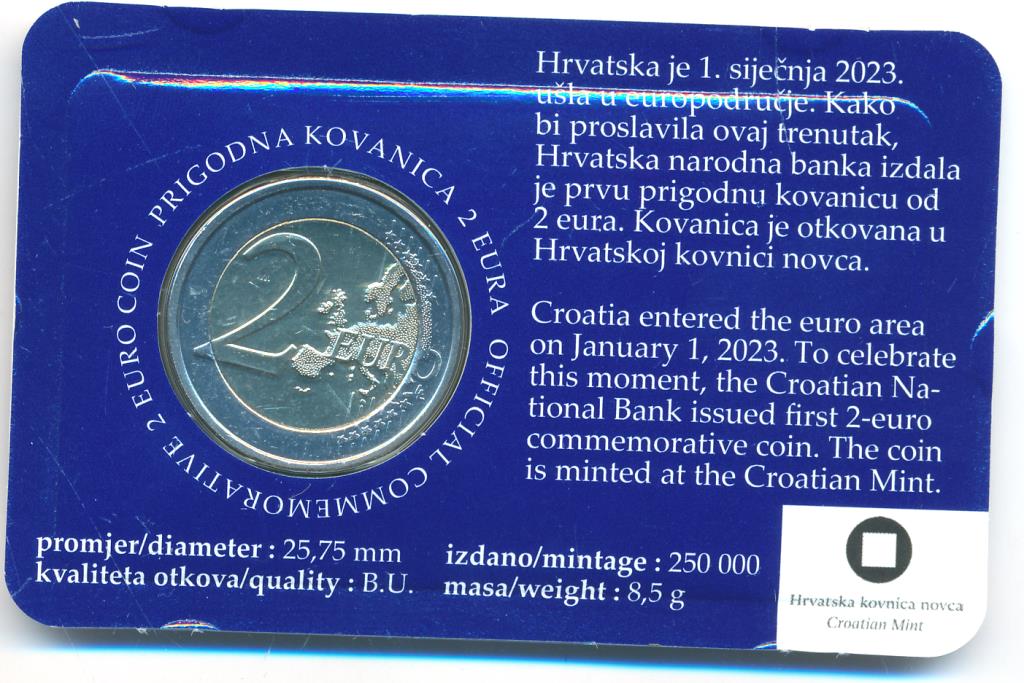 PRIGODNA KOVANICA 2 EURA OFFICIAL COMMEMORATIVE 2 EURO COIN
2 EURO
Hrvatska je 1. siječnja 2023.
ušla u europodručje. Kako
bi proslavila ovaj trenutak,
Hrvatska narodna banka izdala
je prvu prigodnu kovanicu od
2 eura. Kovanica je otkovana u
Hrvatskoj kovnici novca.
Croatia entered the euro area
on January 1, 2023. To celebrate
this moment, the Croatian Na-
tional Bank issued first 2-euro
commemorative coin. The coin
is minted at the Croatian Mint.
promjer/diameter : 25,75 mm
kvaliteta otkova/quality : B.U.
izdano/mintage : 250 000
masa/weight : 8,5 g
Hrvatska kovnica novca
Croatian Mint